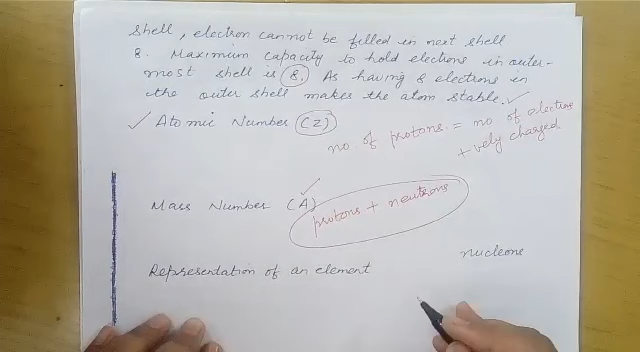 shell, electron cannot be filled in next shell
8. Maximum capacity to hold electrons in outer-
most shell is 8. As having 8 electrons in
the outer shell makes the atom stable.
Atomic Number (Z)
no of protons = no of electrons
+vely charged
Mass Number (A)
protons + neutrons
nucleons
Representation of an element